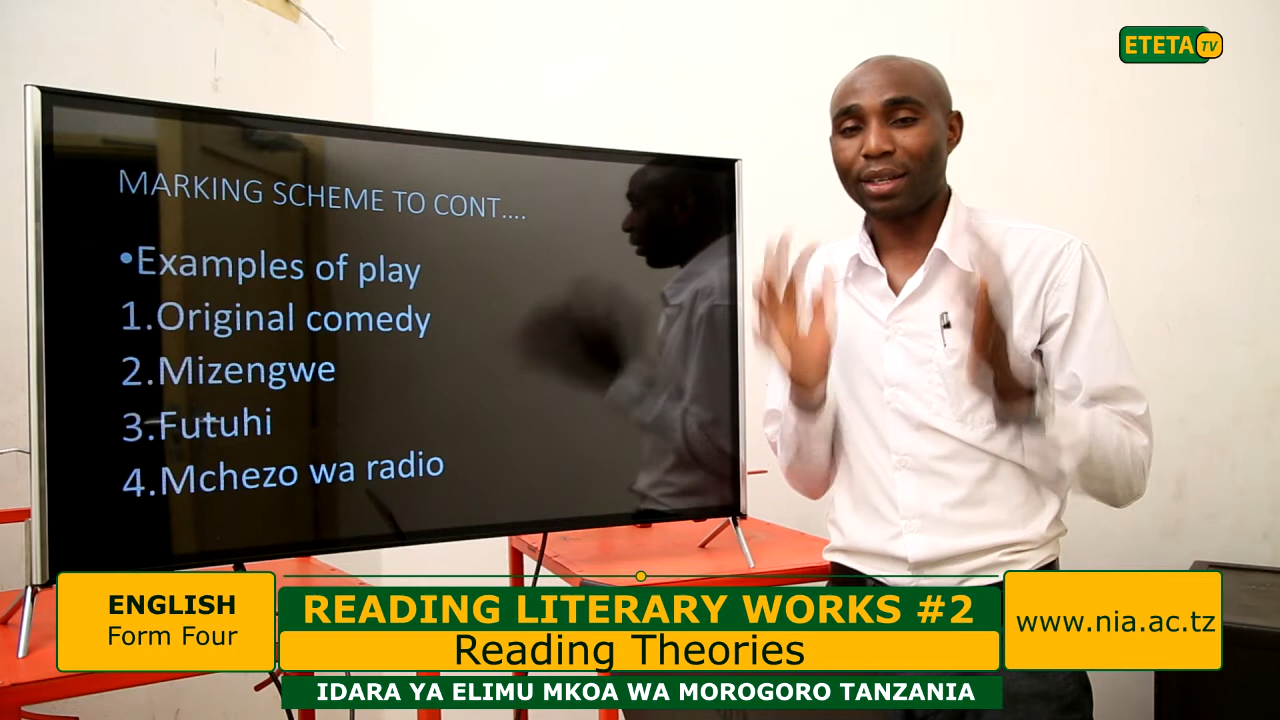 ETETA TV
MARKING SCHEME TO CONT....
•Examples of play
1.Original comedy
2.Mizengwe
3.Futuhi
4.Mchezo wa radio
ENGLISH
Form Four
READING LITERARY WORKS #2
Reading Theories
www.nia.ac.tz
IDARA YA ELIMU MKOA WA MOROGORO TANZANIA